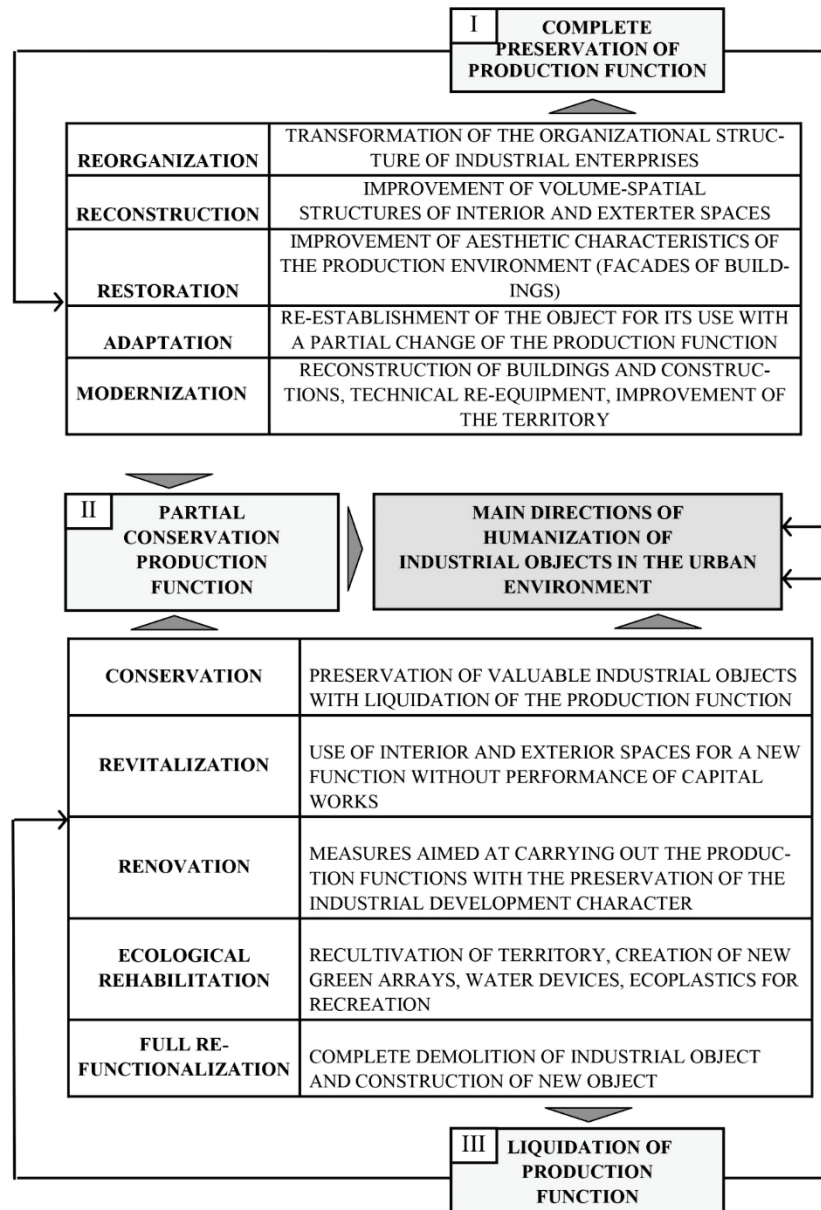 I
COMPLETE
PRESERVATION OF
PRODUCTION FUNCTION
REORGANIZATION
TRANSFORMATION OF THE ORGANIZATIONAL STRUC-
TURE OF INDUSTRIAL ENTERPRISES
RECONSTRUCTION
IMPROVEMENT OF VOLUME-SPATIAL
STRUCTURES OF INTERIOR AND EXTERTER SPACES
RESTORATION
IMPROVEMENT OF AESTHETIC CHARACTERISTICS OF
THE PRODUCTION ENVIRONMENT (FACADES OF BUILD-
INGS)
ADAPTATION
RE-ESTABLISHMENT OF THE OBJECT FOR ITS USE WITH
A PARTIAL CHANGE OF THE PRODUCTION FUNCTION
MODERNIZATION
RECONSTRUCTION OF BUILDINGS AND CONSTRUC-
TIONS, TECHNICAL RE-EQUIPMENT, IMPROVEMENT OF
THE TERRITORY
II
PARTIAL
CONSERVATION
PRODUCTION
FUNCTION
MAIN DIRECTIONS OF
HUMANIZATION OF
INDUSTRIAL OBJECTS IN THE URBAN
ENVIRONMENT
CONSERVATION
PRESERVATION OF VALUABLE INDUSTRIAL OBJECTS
WITH LIQUIDATION OF THE PRODUCTION FUNCTION
REVITALIZATION
USE OF INTERIOR AND EXTERIOR SPACES FOR A NEW
FUNCTION WITHOUT PERFORMANCE OF CAPITAL
WORKS
RENOVATION
MEASURES AIMED AT CARRYING OUT THE PRODUC-
TION FUNCTIONS WITH THE PRESERVATION OF THE
INDUSTRIAL DEVELOPMENT CHARACTER
ECOLOGICAL
REHABILITATION
RECULTIVATION OF TERRITORY, CREATION OF NEW
GREEN ARRAYS, WATER DEVICES, ECOPLASTICS FOR
RECREATION
FULL RE-
FUNCTIONALIZATION
COMPLETE DEMOLITION OF INDUSTRIAL OBJECT
AND CONSTRUCTION OF NEW OBJECT
III
LIQUIDATION OF
PRODUCTION
FUNCTION